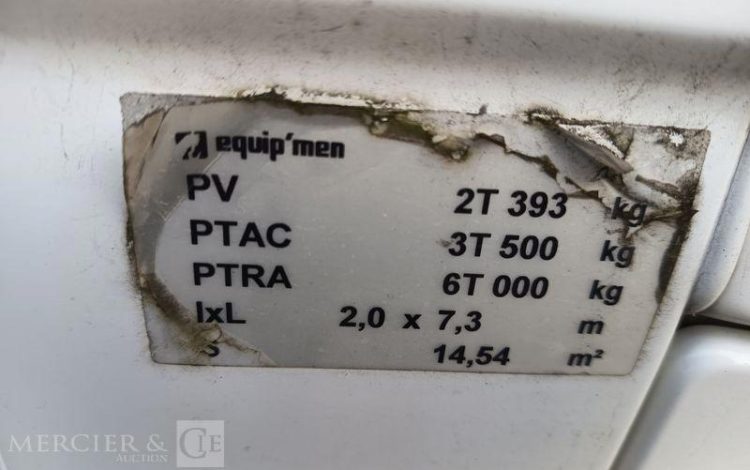 equip'men
PV 2T 393 kg
PTAC 3T 500 kg
PTRA 6T 000 kg
lxL 2,0 x 7,3 m
S 14,54 m²
MERCIER & CIE
AUCTION